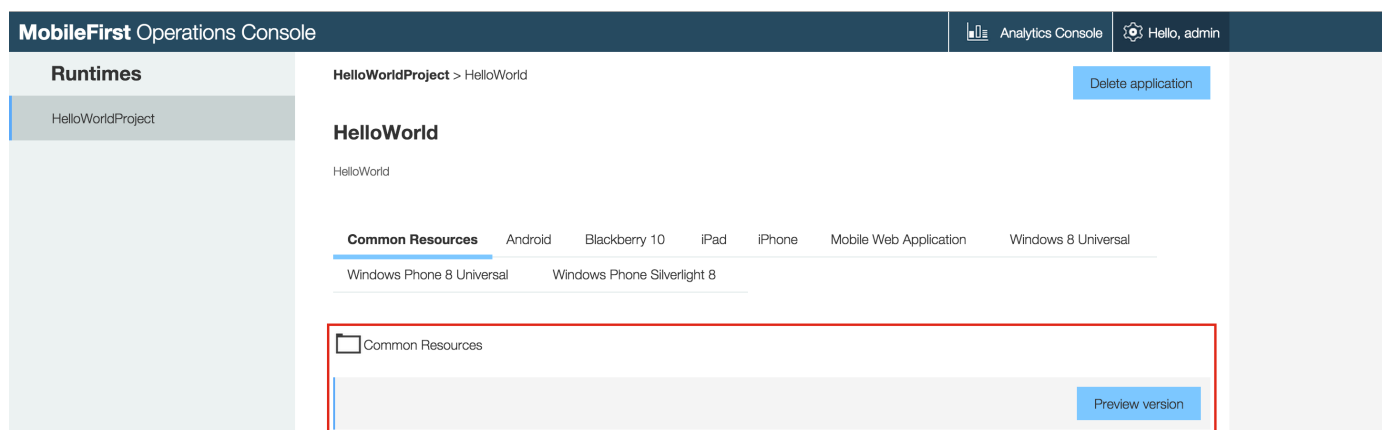 MobileFirst Operations Console Analytics Console Hello, admin
Runtimes
HelloWorldProject
HelloWorldProject > HelloWorld
Delete application
HelloWorld
HelloWorld
Common Resources Android Blackberry 10 iPad iPhone Mobile Web Application Windows 8 Universal
Windows Phone 8 Universal Windows Phone Silverlight 8
Common Resources
Preview version